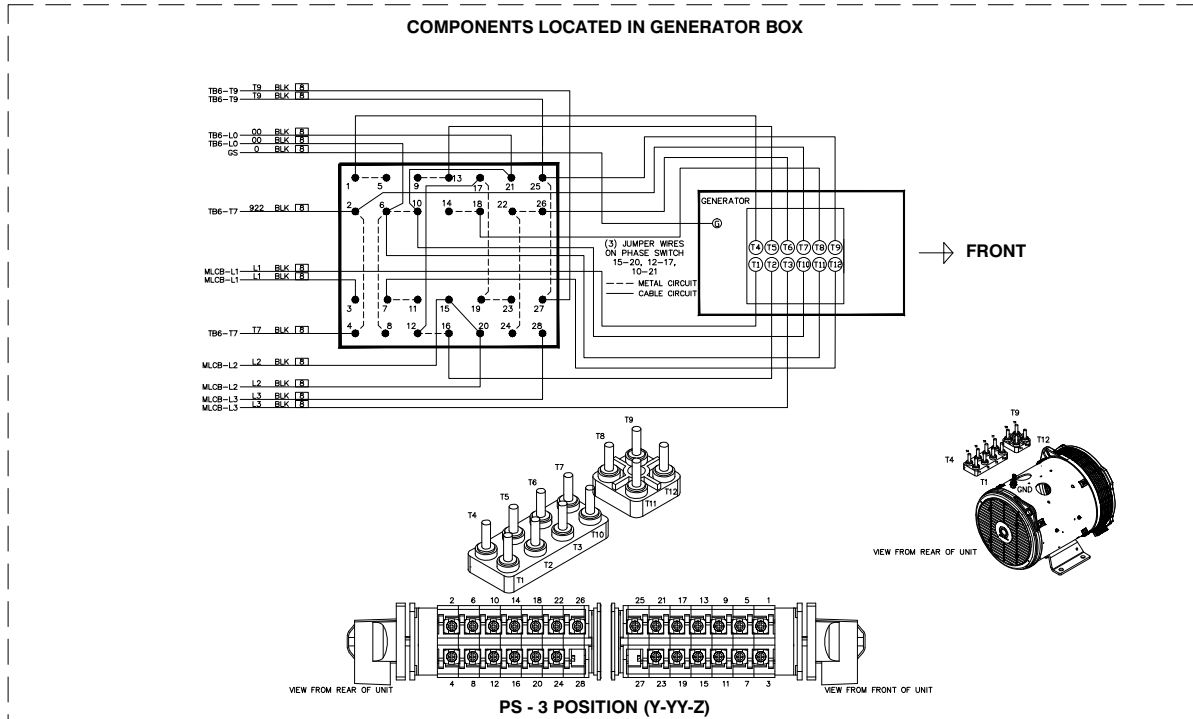 COMPONENTS LOCATED IN GENERATOR BOX
TB6-T9 T9 BLK 8
TB6-T9 T9 BLK 8
TB6-L0 00 BLK 8
TB6-L0 00 BLK 8
GS 0 BLK 8
1 5 9 13 17 21 25
TB6-T7 922 BLK 8
2 6 10 14 18 22 26
GENERATOR
G
T4 T5 T6 T7 T8 T9
T1 T2 T3 T10 T11 T12
FRONT
(3) JUMPER WIRES
ON PHASE SWITCH
15-20, 12-17,
10-21
METAL CIRCUIT
CABLE CIRCUIT
MLCB-L1 L1 BLK 8
MLCB-L1 L1 BLK 8
3 7 11 15 19 23 27
TB6-T7 T7 BLK 8
4 8 12 16 20 24 28
MLCB-L2 L2 BLK 8
MLCB-L2 L2 BLK 8
MLCB-L3 L3 BLK 8
MLCB-L3 L3 BLK 8
T9
T8
T7
T6
T5
T4
T12
T11
T10
T3
T2
T1
T9
T12
T4
T1
GND
VIEW FROM REAR OF UNIT
2 6 10 14 18 22 26
25 21 17 13 9 5 1
4 8 12 16 20 24 28
27 23 19 15 11 7 3
VIEW FROM REAR OF UNIT
VIEW FROM FRONT OF UNIT
PS - 3 POSITION (Y-YY-Z)